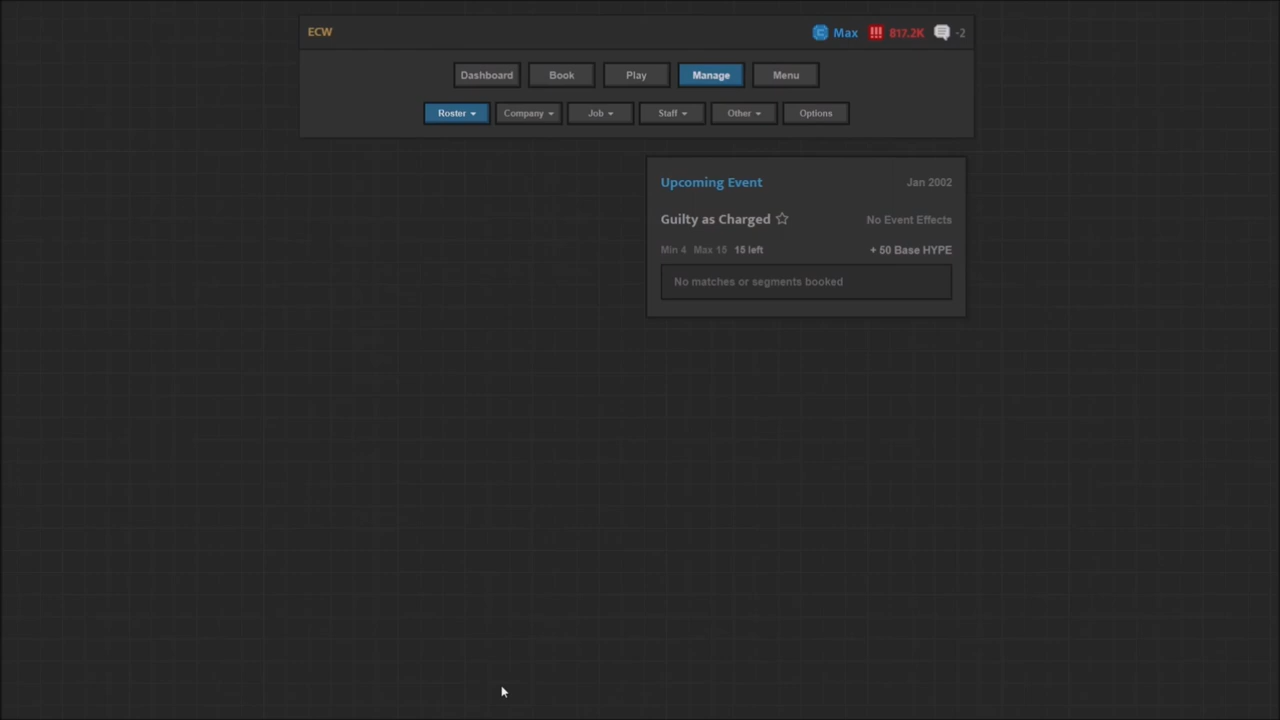 ECW
Max 817.2K -2
Dashboard Book Play Manage Menu
Roster Company Job Staff Other Options
Upcoming Event Jan 2002
Guilty as Charged No Event Effects
Min 4 Max 15 15 left + 50 Base HYPE
No matches or segments booked